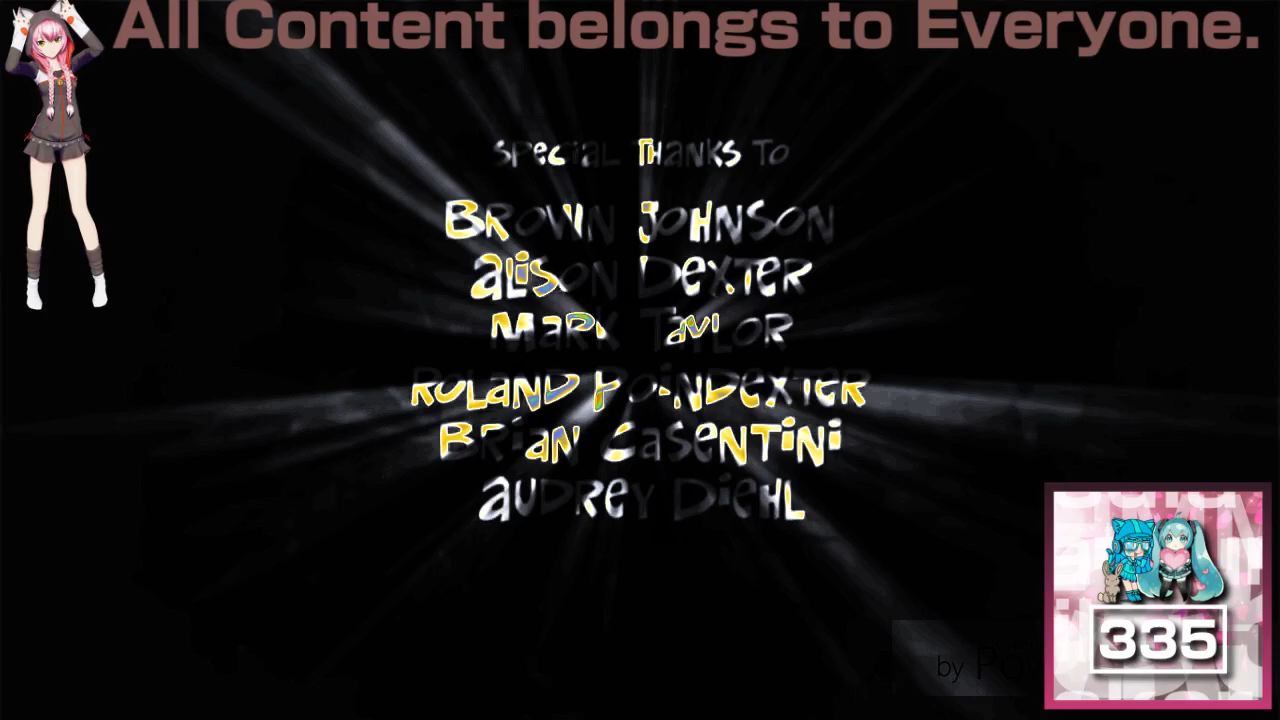 All Content belongs to Everyone.
SPECIAL THANKS TO
BROWN JOHNSON
ALISON DEXTER
MARK TAYLOR
ROLAND POINDEXTER
BRIAN CASENTINI
AUDREY DIEHL
335
by